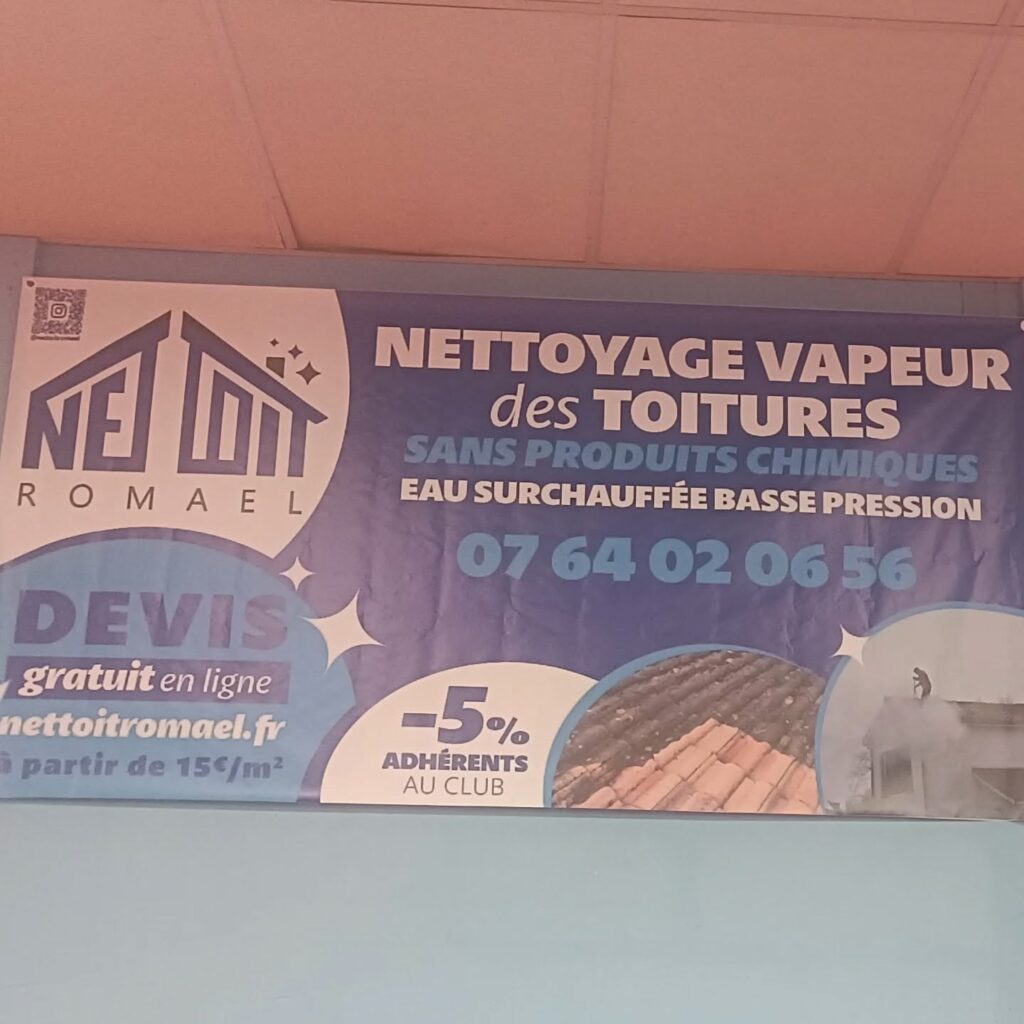 NETTOIT
ROMAEL
NETTOYAGE VAPEUR
des TOITURES
SANS PRODUITS CHIMIQUES
EAU SURCHAUFFÉE BASSE PRESSION
07 64 02 06 56
DEVIS
gratuit en ligne
nettoitromael.fr
à partir de 15€/m²
-5%
ADHÉRENTS
AU CLUB